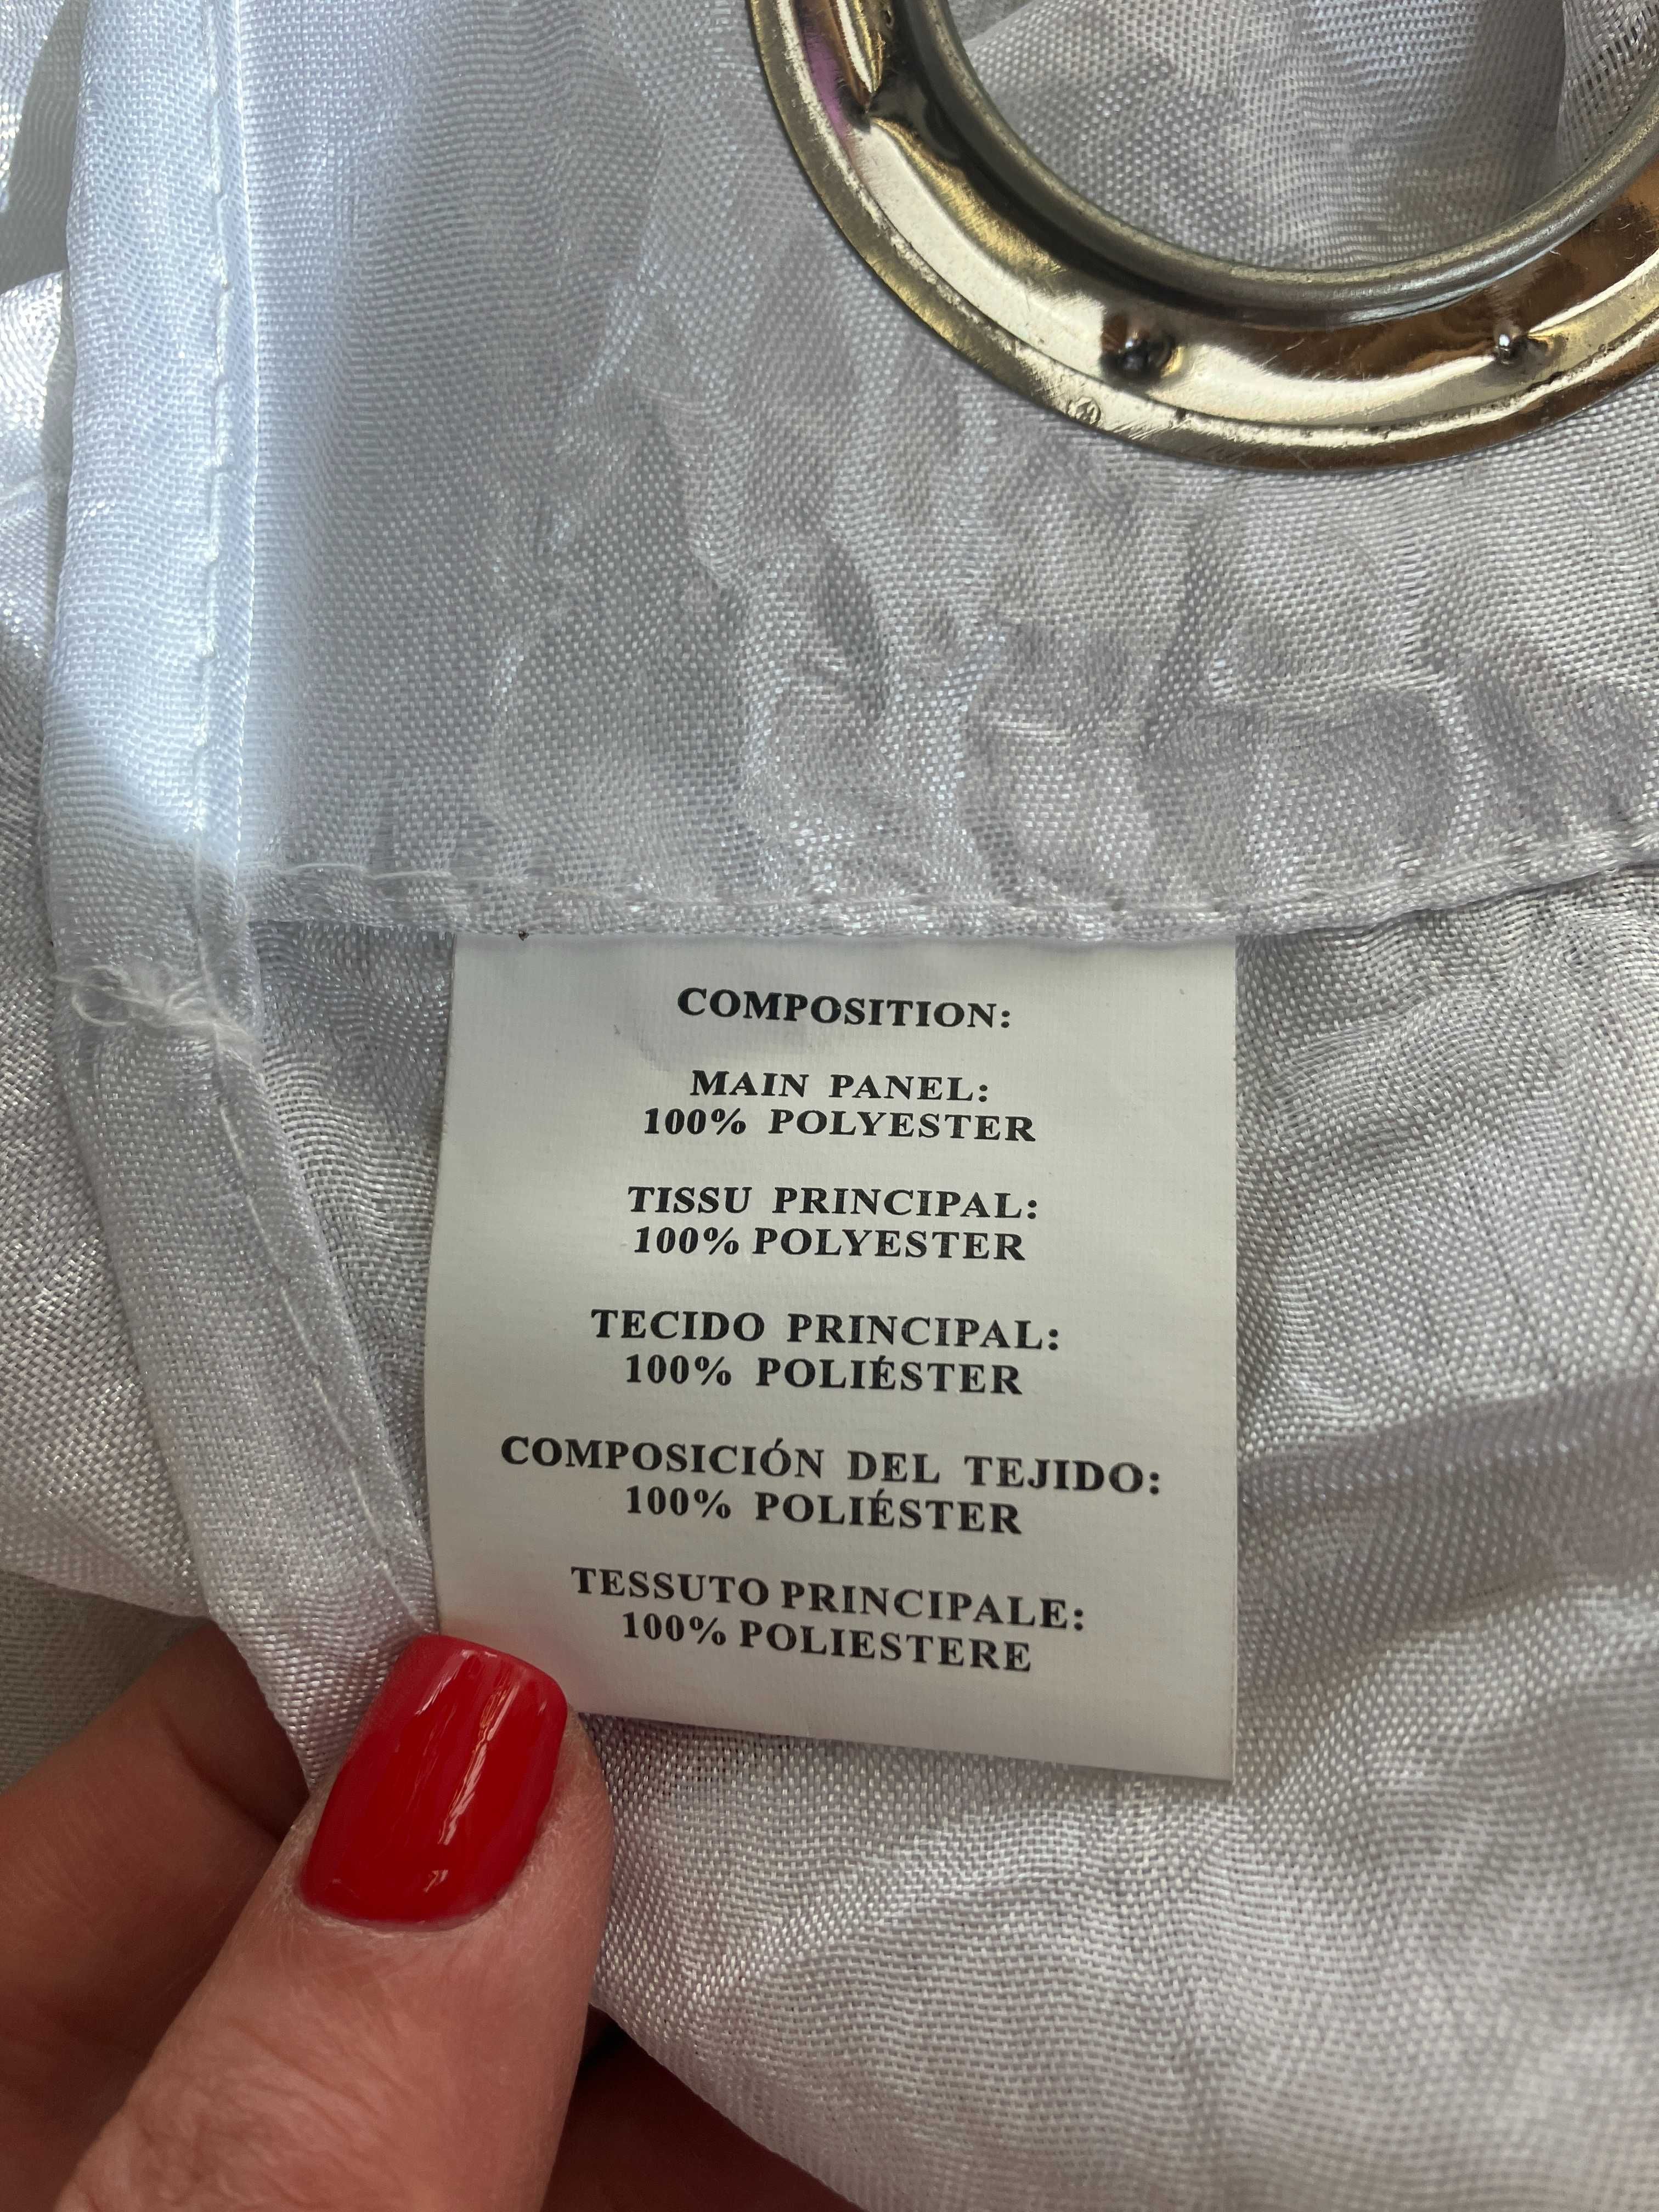 COMPOSITION:
MAIN PANEL:
100% POLYESTER
TISSU PRINCIPAL:
100% POLYESTER
TECIDO PRINCIPAL:
100% POLIÉSTER
COMPOSICIÓN DEL TEJIDO:
100% POLIÉSTER
TESSUTO PRINCIPALE:
100% POLIESTERE